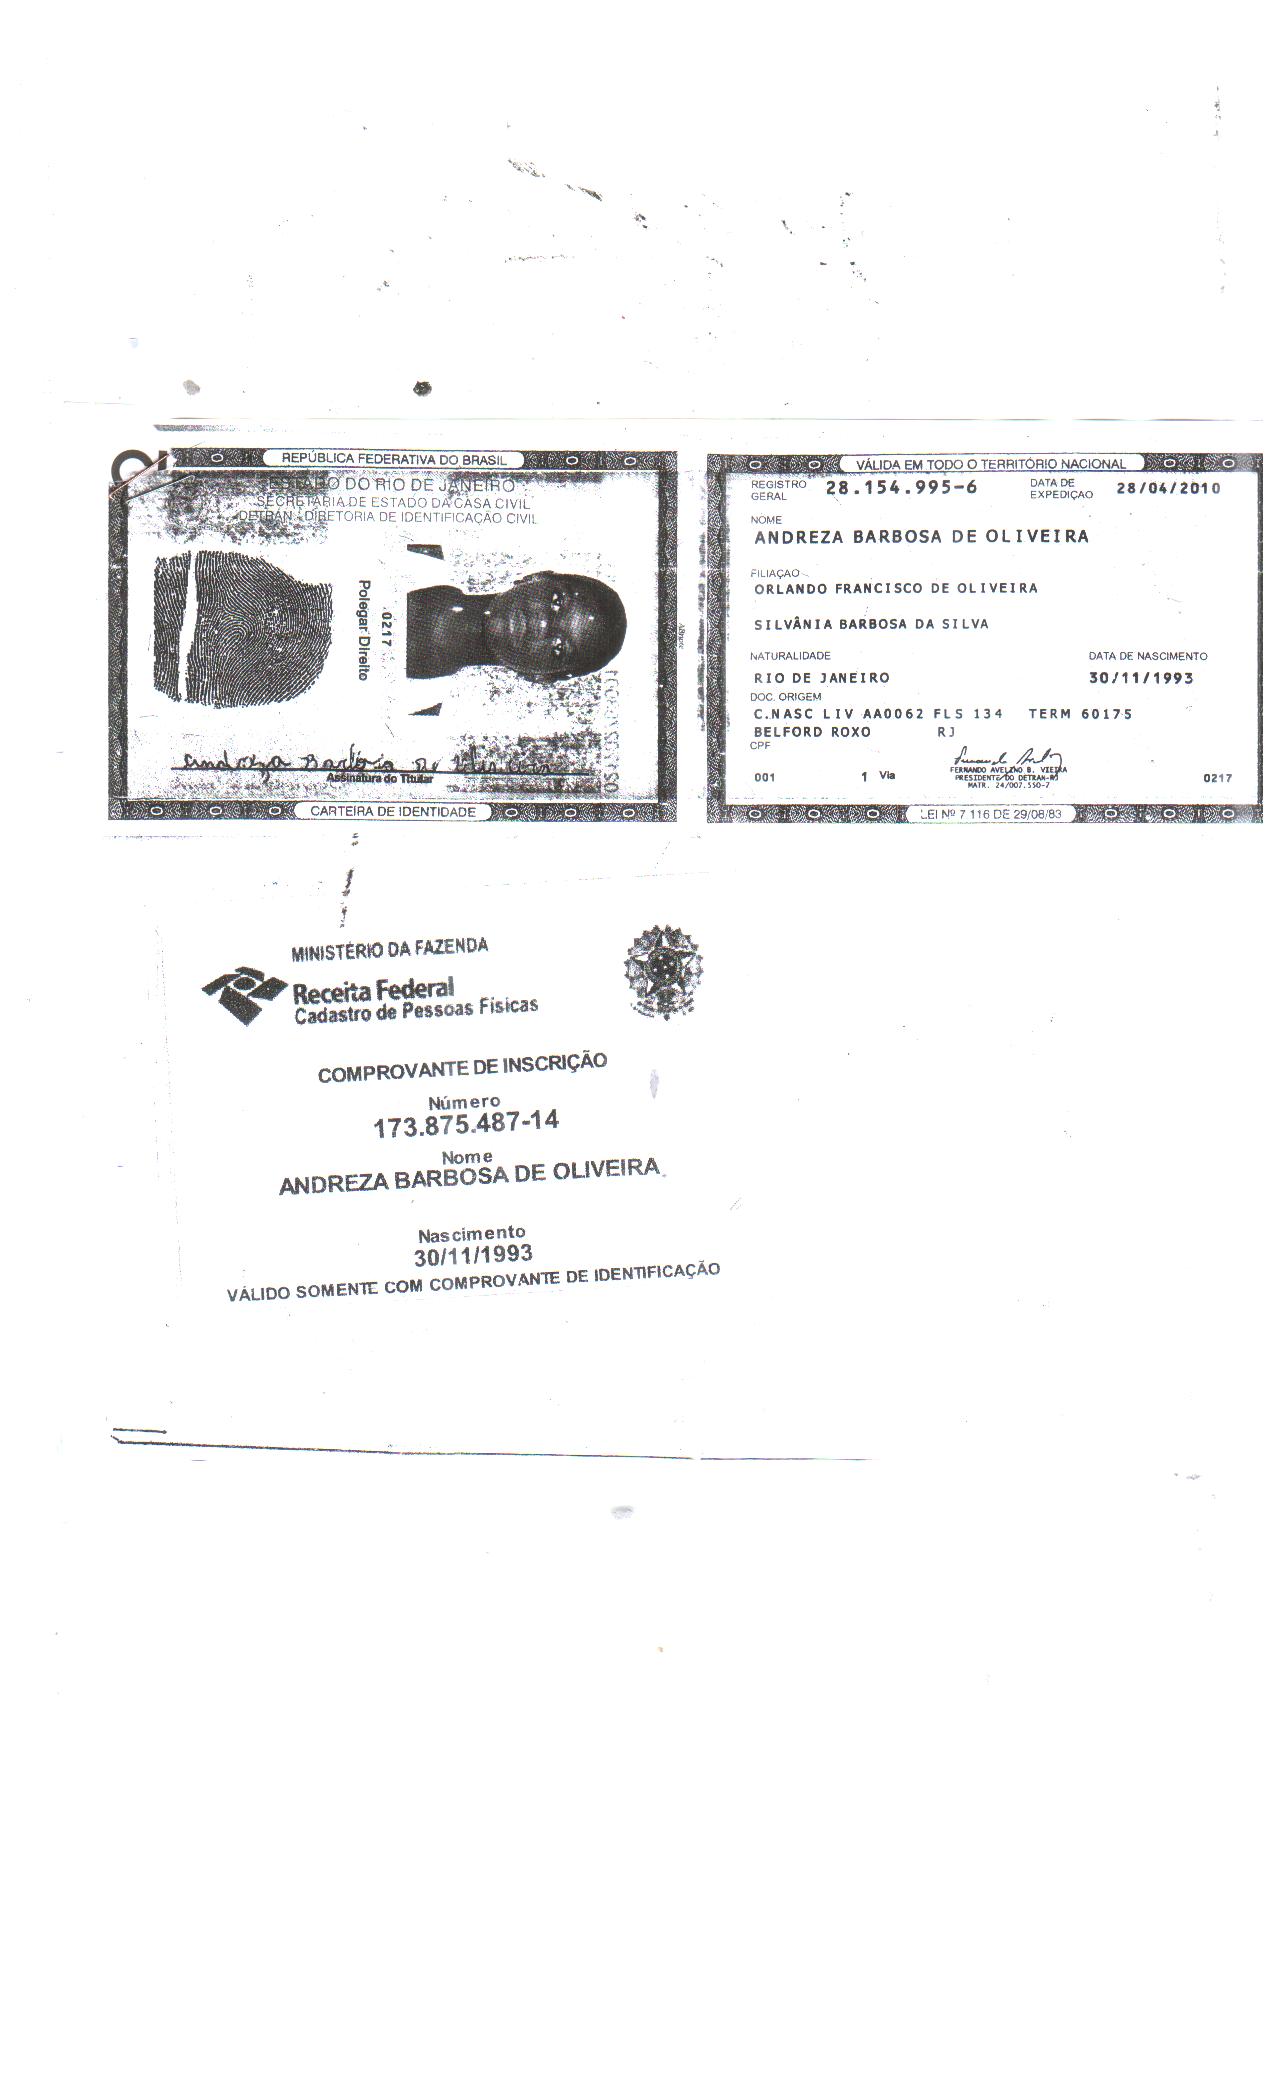 REPÚBLICA FEDERATIVA DO BRASIL
ESTADO DO RIO DE JANEIRO
SECRETARIA DE ESTADO DA CASA CIVIL
DETRAN - DIRETORIA DE IDENTIFICAÇÃO CIVIL
Polegar Direito
0217
Andreza Barbosa de Oliveira
Assinatura do Titular
CARTEIRA DE IDENTIDADE
VÁLIDA EM TODO O TERRITÓRIO NACIONAL
REGISTRO GERAL 28.154.995-6 DATA DE EXPEDIÇÃO 28/04/2010
NOME
ANDREZA BARBOSA DE OLIVEIRA
FILIAÇÃO
ORLANDO FRANCISCO DE OLIVEIRA
SILVÂNIA BARBOSA DA SILVA
NATURALIDADE DATA DE NASCIMENTO
RIO DE JANEIRO 30/11/1993
DOC. ORIGEM
C.NASC LIV AA0062 FLS 134 TERM 60175
BELFORD ROXO RJ
CPF
001 1 Via 0217
FERNANDO AVELINO B. VIEIRA
PRESIDENTE DO DETRAN-RJ
MATR. 24/007.550-7
LEI Nº 7.116 DE 29/08/83
MINISTÉRIO DA FAZENDA
Receita Federal
Cadastro de Pessoas Físicas
COMPROVANTE DE INSCRIÇÃO
Número
173.875.487-14
Nome
ANDREZA BARBOSA DE OLIVEIRA
Nascimento
30/11/1993
VÁLIDO SOMENTE COM COMPROVANTE DE IDENTIFICAÇÃO